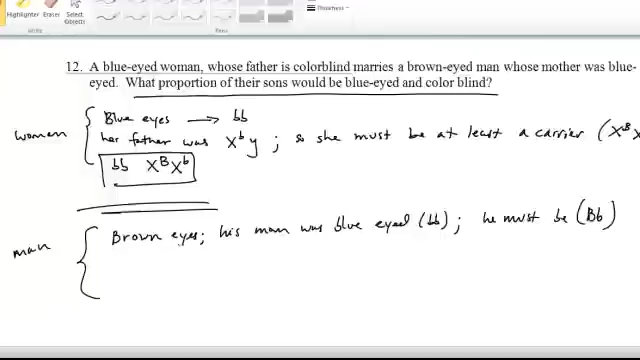 Highlighter Eraser Select
Objects
Write
Pens
Thickness
12. A blue-eyed woman, whose father is colorblind marries a brown-eyed man whose mother was blue-
eyed. What proportion of their sons would be blue-eyed and color blind?
women
Blue eyes → bb
her father was X^b y ; so she must be at least a carrier (X^B X
bb X^B X^b
man
Brown eyes; his man was blue eyed (bb) ; he must be (Bb)